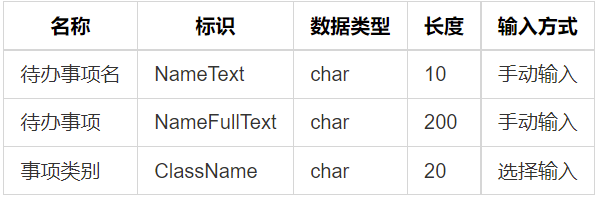 名称 标识 数据类型 长度 输入方式
待办事项名 NameText char 10 手动输入
待办事项 NameFullText char 200 手动输入
事项类别 ClassName char 20 选择输入